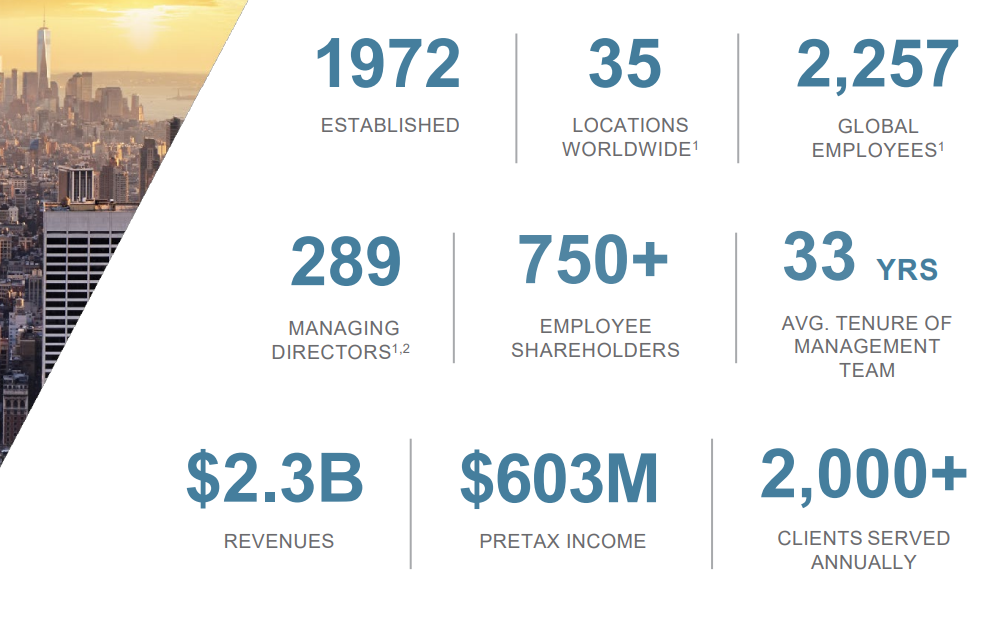 1972
ESTABLISHED
35
LOCATIONS
WORLDWIDE¹
2,257
GLOBAL
EMPLOYEES¹
289
MANAGING
DIRECTORS¹,²
750+
EMPLOYEE
SHAREHOLDERS
33 YRS
AVG. TENURE OF
MANAGEMENT
TEAM
$2.3B
REVENUES
$603M
PRETAX INCOME
2,000+
CLIENTS SERVED
ANNUALLY